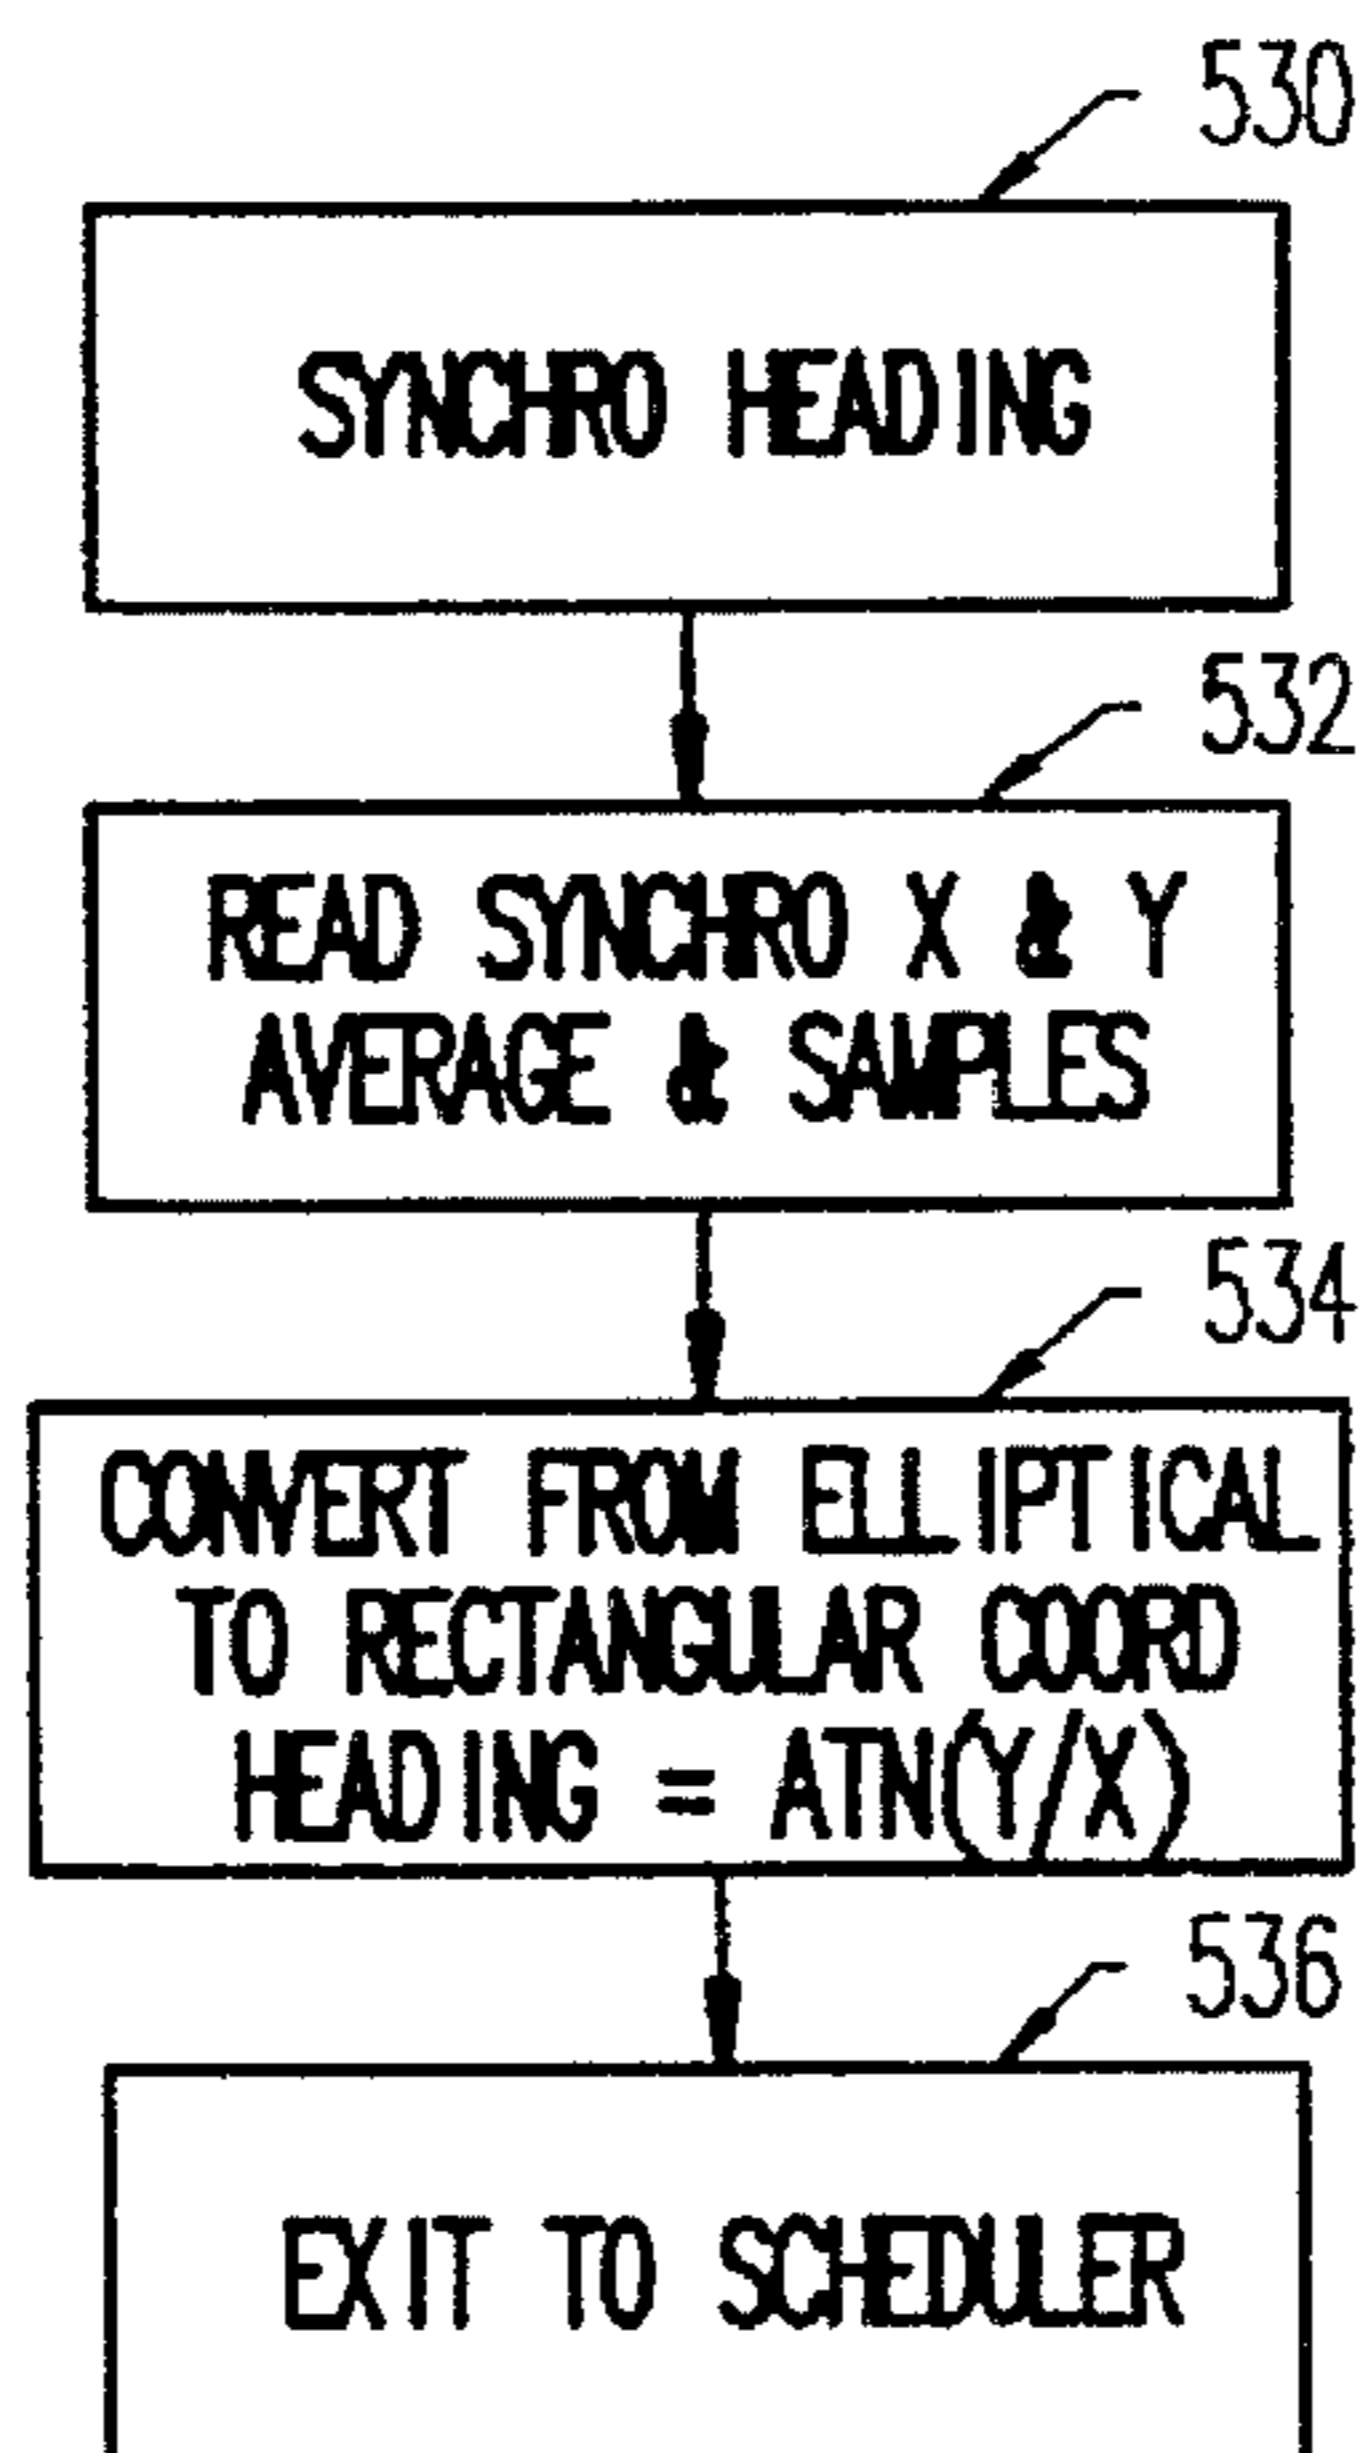 530
SYNCHRO HEADING
532
READ SYNCHRO X & Y
AVERAGE & SAMPLES
534
CONVERT FROM ELLIPTICAL
TO RECTANGULAR COORD
HEADING = ATN(Y/X)
536
EXIT TO SCHEDULER